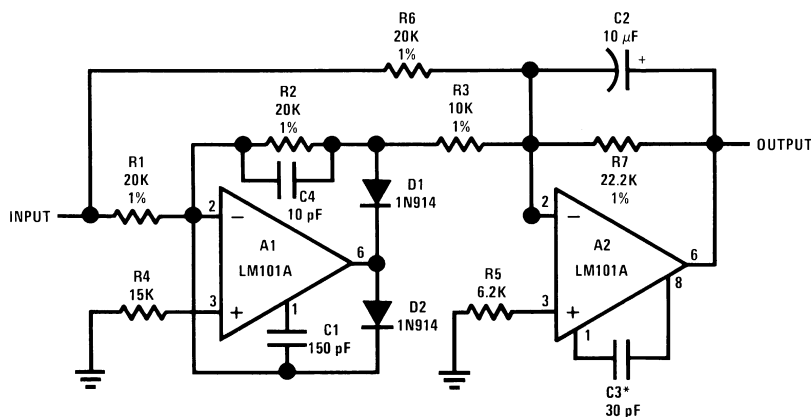 R6
20K
1%
C2
10 μF
+
R2
20K
1%
R3
10K
1%
R1
20K
1%
C4
10 pF
D1
1N914
R7
22.2K
1%
OUTPUT
INPUT
2
−
A1
LM101A
6
2
−
A2
LM101A
6
8
R4
15K
3
+
1
D2
1N914
R5
6.2K
3
+
1
C1
150 pF
C3*
30 pF